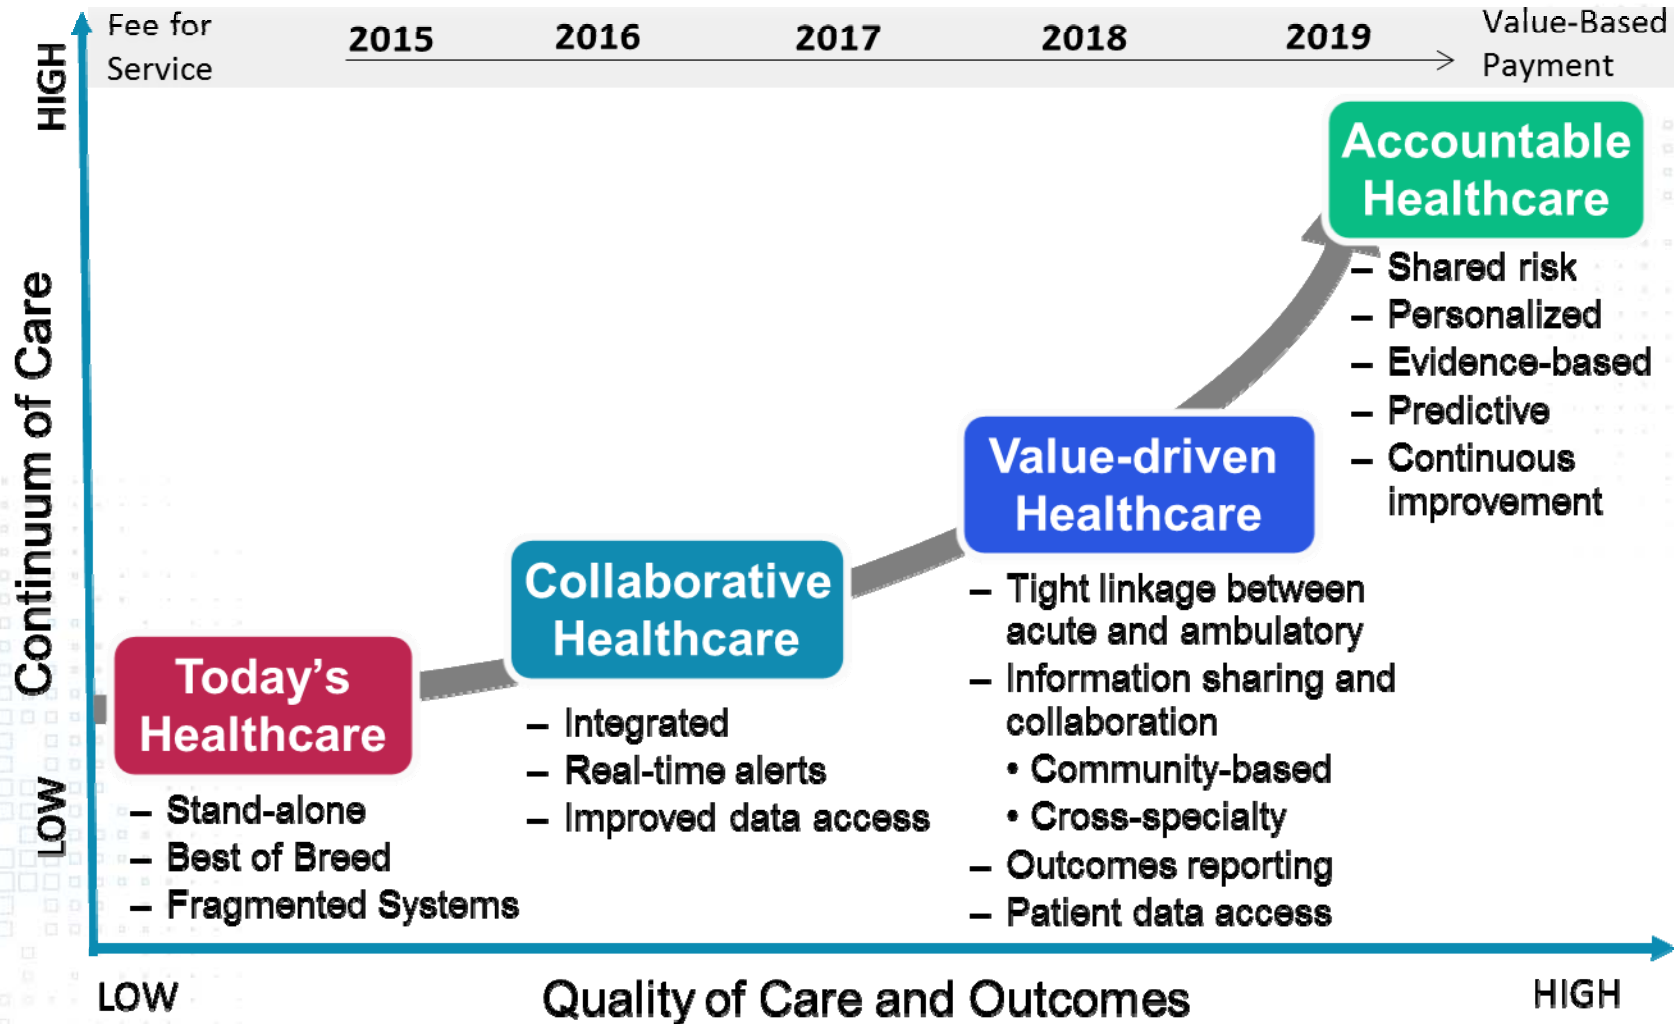 Fee for
Service
2015
2016
2017
2018
2019
Value-Based
Payment
HIGH
Continuum of Care
LOW
Accountable
Healthcare
– Shared risk
– Personalized
– Evidence-based
– Predictive
– Continuous
improvement
Value-driven
Healthcare
– Tight linkage between
acute and ambulatory
– Information sharing and
collaboration
• Community-based
• Cross-specialty
– Outcomes reporting
– Patient data access
Collaborative
Healthcare
– Integrated
– Real-time alerts
– Improved data access
Today’s
Healthcare
– Stand-alone
– Best of Breed
– Fragmented Systems
LOW
Quality of Care and Outcomes
HIGH